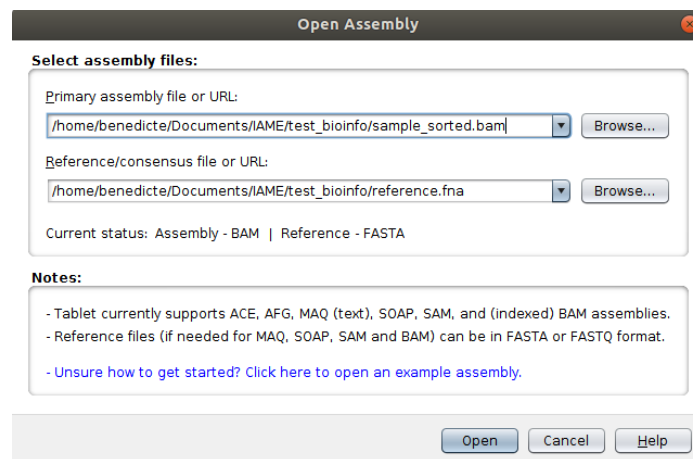 Open Assembly
Select assembly files:
Primary assembly file or URL:
/home/benedicte/Documents/IAME/test_bioinfo/sample_sorted.bam
Browse...
Reference/consensus file or URL:
/home/benedicte/Documents/IAME/test_bioinfo/reference.fna
Browse...
Current status: Assembly - BAM | Reference - FASTA
Notes:
- Tablet currently supports ACE, AFG, MAQ (text), SOAP, SAM, and (indexed) BAM assemblies.
- Reference files (if needed for MAQ, SOAP, SAM and BAM) can be in FASTA or FASTQ format.
- Unsure how to get started? Click here to open an example assembly.
Open
Cancel
Help